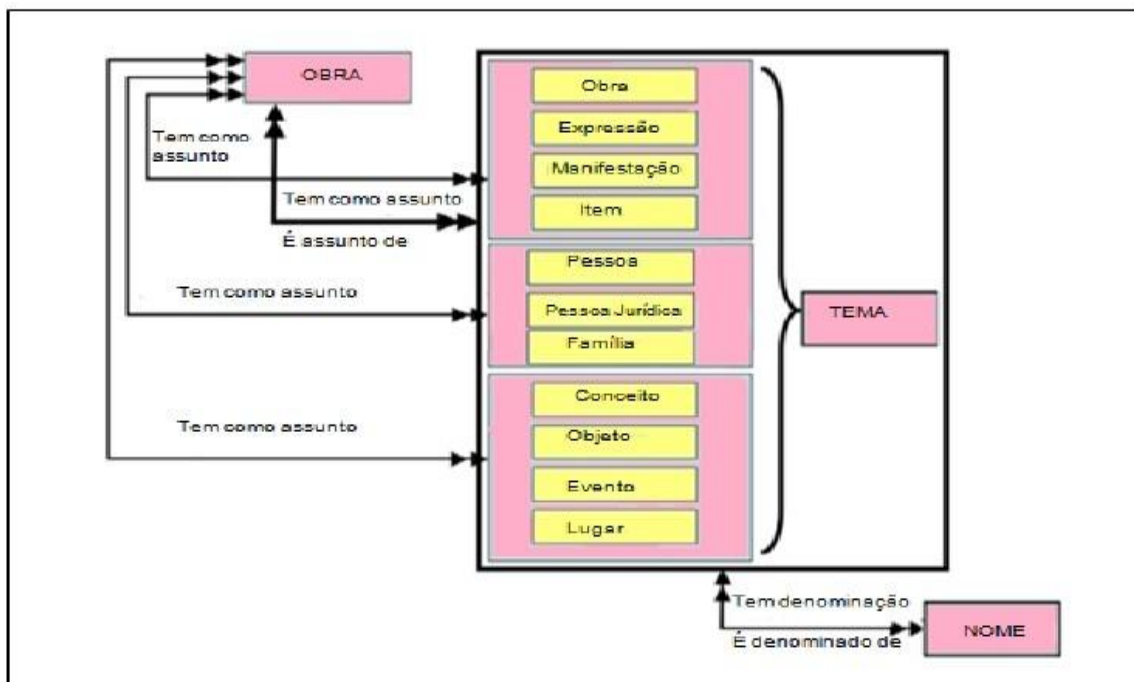 OBRA
Tem como
assunto
Tem como assunto
É assunto de
Tem como assunto
Tem como assunto
Obra
Expressão
Manifestação
Item
Pessoa
Pessoa Jurídica
Família
Conceito
Objeto
Evento
Lugar
TEMA
Tem denominação
É denominado de
NOME